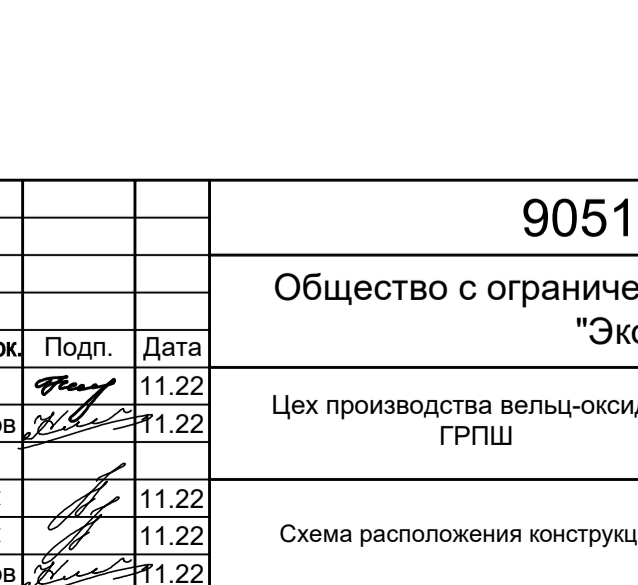 9051
Общество с ограниче
"Эко
ок. Подп. Дата
11.22
ов 11.22
Цех производства вельц-оксид
ГРПШ
11.22
11.22
Схема расположения конструкц
ов 11.22